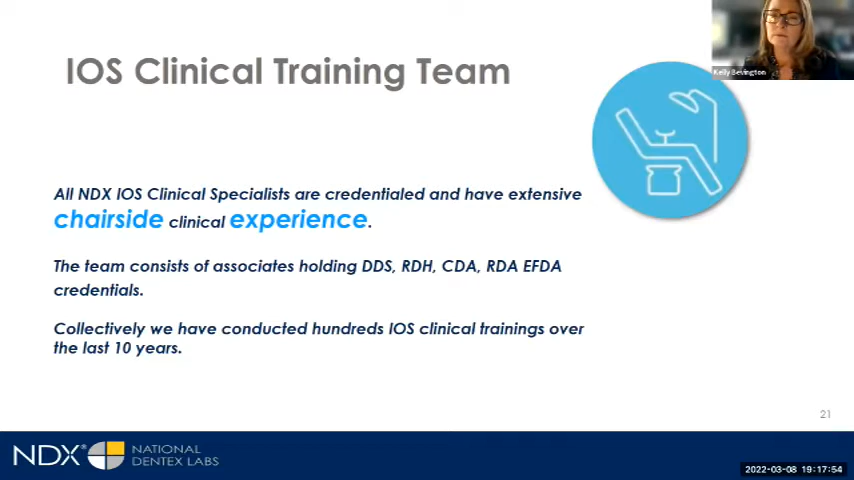 IOS Clinical Training Team
Kelly Bevington
All NDX IOS Clinical Specialists are credentialed and have extensive
chairside clinical experience.
The team consists of associates holding DDS, RDH, CDA, RDA EFDA
credentials.
Collectively we have conducted hundreds IOS clinical trainings over
the last 10 years.
21
NDX® NATIONAL
DENTEX LABS
2022-03-08 19:17:54